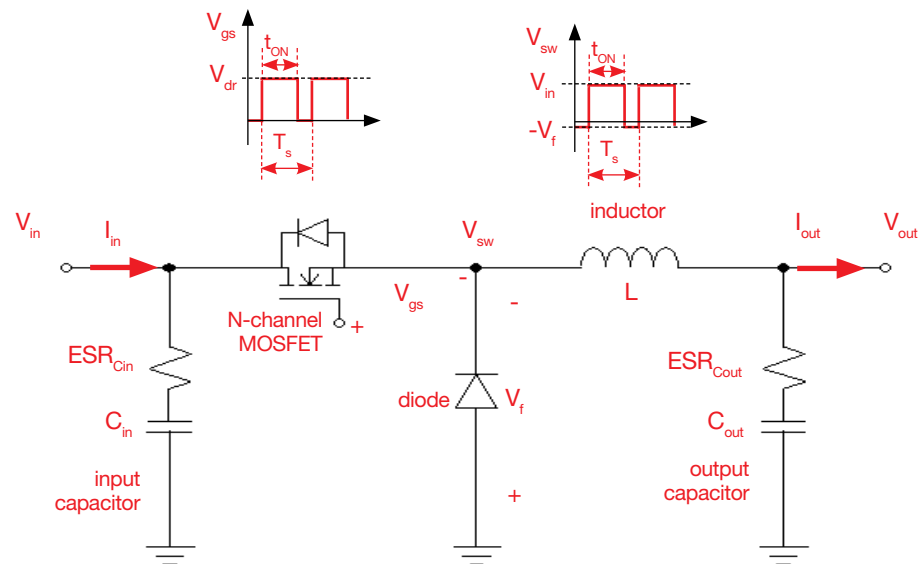 Vgs
tON
Vdr
Ts
Vsw
tON
Vin
-Vf
Ts
inductor
Vin
Iin
Vsw
Iout
Vout
-
-
Vgs
L
N-channel
MOSFET
+
ESRCin
ESRCout
diode
Vf
Cin
Cout
input
capacitor
output
capacitor
+